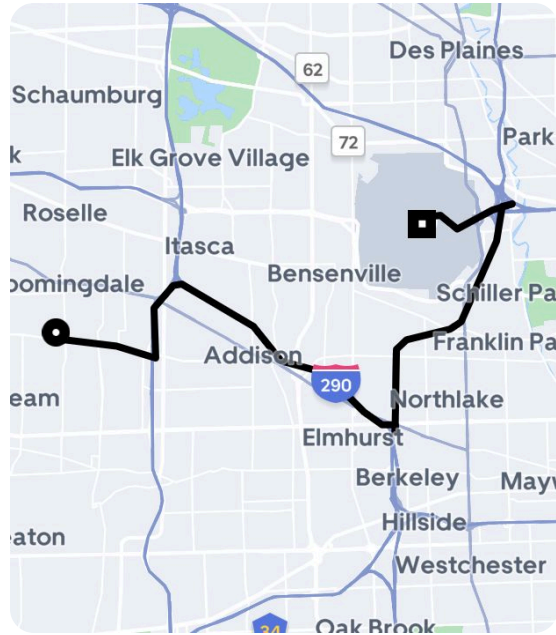 Des Plaines
62
Schaumburg
72
Park
k
Elk Grove Village
Roselle
Itasca
Bensenville
oomingdale
Schiller Pa
Franklin Pa
Addison
290
eam
Northlake
Elmhurst
Berkeley
Mayw
Hillside
aton
Westchester
34
Oak Brook